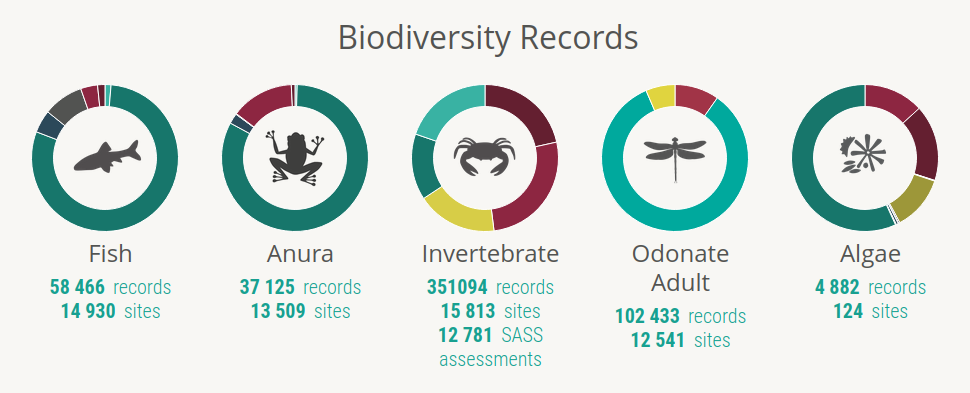 Biodiversity Records
Fish
58 466 records
14 930 sites
Anura
37 125 records
13 509 sites
Invertebrate
351094 records
15 813 sites
12 781 SASS
assessments
Odonate
Adult
102 433 records
12 541 sites
Algae
4 882 records
124 sites